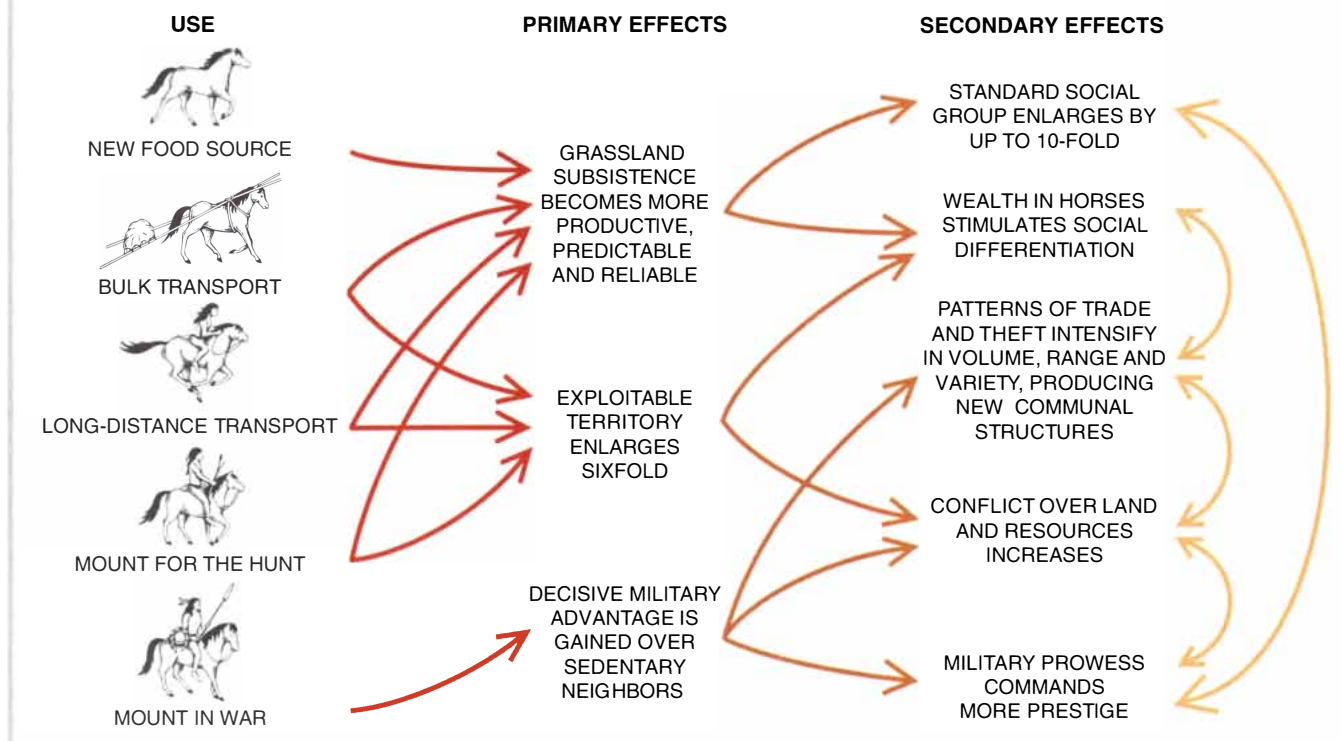 USE
NEW FOOD SOURCE
BULK TRANSPORT
LONG-DISTANCE TRANSPORT
MOUNT FOR THE HUNT
MOUNT IN WAR
PRIMARY EFFECTS
GRASSLAND
SUBSISTENCE
BECOMES MORE
PRODUCTIVE,
PREDICTABLE
AND RELIABLE
EXPLOITABLE
TERRITORY
ENLARGES
SIXFOLD
DECISIVE MILITARY
ADVANTAGE IS
GAINED OVER
SEDENTARY
NEIGHBORS
SECONDARY EFFECTS
STANDARD SOCIAL
GROUP ENLARGES BY
UP TO 10-FOLD
WEALTH IN HORSES
STIMULATES SOCIAL
DIFFERENTIATION
PATTERNS OF TRADE
AND THEFT INTENSIFY
IN VOLUME, RANGE AND
VARIETY, PRODUCING
NEW COMMUNAL
STRUCTURES
CONFLICT OVER LAND
AND RESOURCES
INCREASES
MILITARY PROWESS
COMMANDS
MORE PRESTIGE